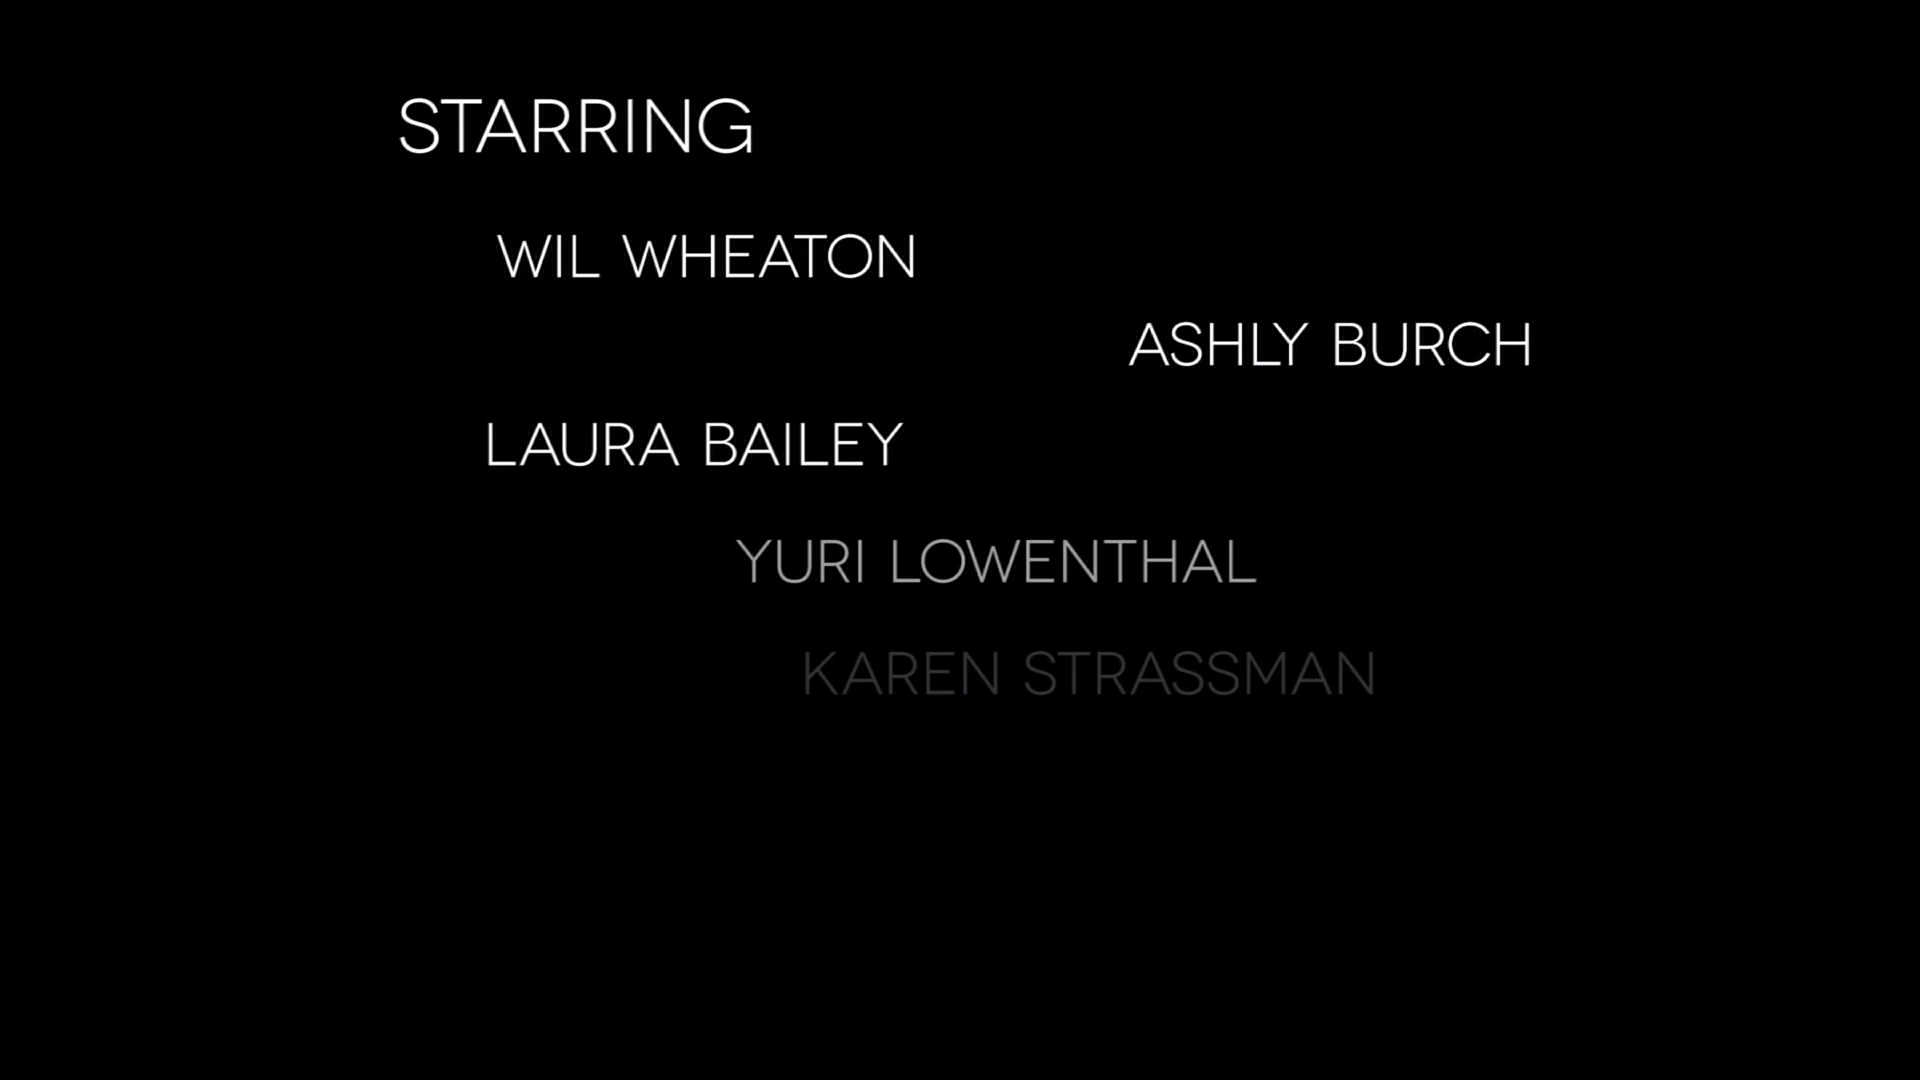 STARRING
WIL WHEATON
ASHLY BURCH
LAURA BAILEY
YURI LOWENTHAL
KAREN STRASSMAN